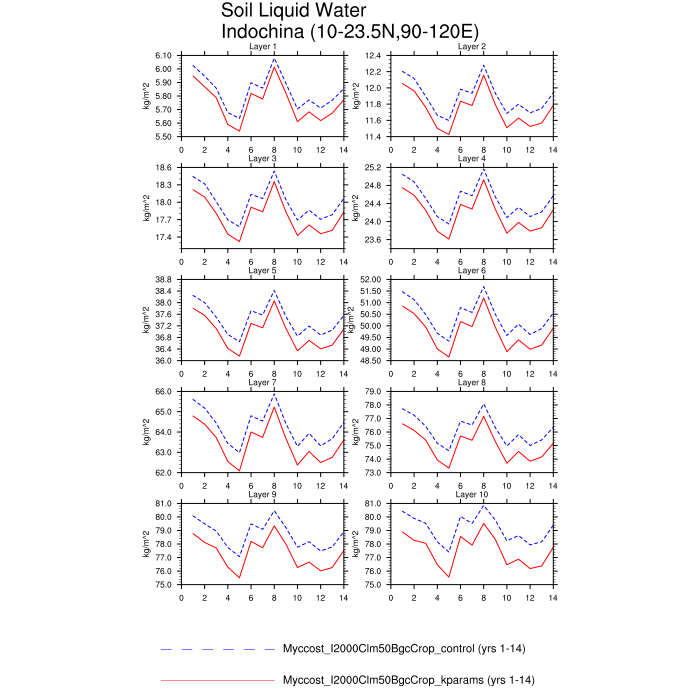 Soil Liquid Water
Indochina (10-23.5N,90-120E)
Layer 1
6.10
6.00
5.90
5.80
5.70
5.60
5.50
kg/m^2
0 2 4 6 8 10 12 14
Layer 2
12.4
12.2
12.0
11.8
11.6
11.4
kg/m^2
0 2 4 6 8 10 12 14
Layer 3
18.6
18.3
18.0
17.7
17.4
kg/m^2
0 2 4 6 8 10 12 14
Layer 4
25.2
24.8
24.4
24.0
23.6
kg/m^2
0 2 4 6 8 10 12 14
Layer 5
38.8
38.4
38.0
37.6
37.2
36.8
36.4
36.0
kg/m^2
0 2 4 6 8 10 12 14
Layer 6
52.00
51.50
51.00
50.50
50.00
49.50
49.00
48.50
kg/m^2
0 2 4 6 8 10 12 14
Layer 7
66.0
65.0
64.0
63.0
62.0
kg/m^2
0 2 4 6 8 10 12 14
Layer 8
79.0
78.0
77.0
76.0
75.0
74.0
73.0
kg/m^2
0 2 4 6 8 10 12 14
Layer 9
81.0
80.0
79.0
78.0
77.0
76.0
75.0
kg/m^2
0 2 4 6 8 10 12 14
Layer 10
81.0
80.0
79.0
78.0
77.0
76.0
75.0
kg/m^2
0 2 4 6 8 10 12 14
Myccost_I2000Clm50BgcCrop_control (yrs 1-14)
Myccost_I2000Clm50BgcCrop_kparams (yrs 1-14)